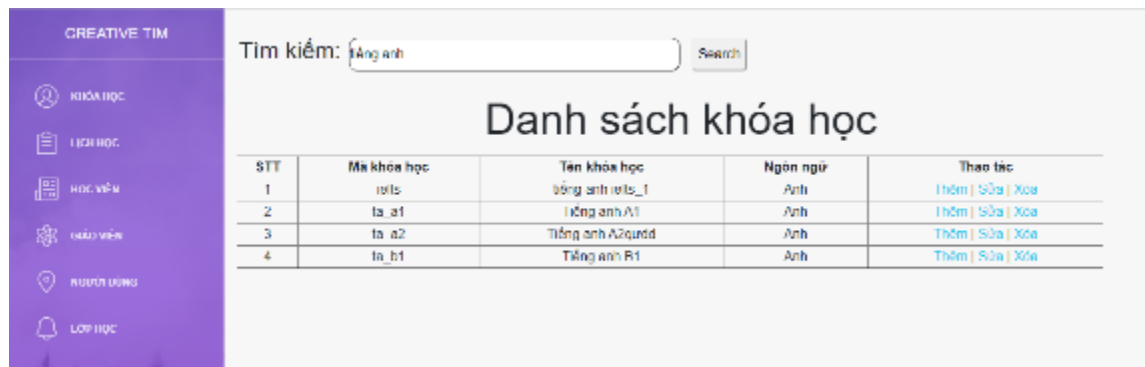 CREATIVE TIM
KHÓA HỌC
LỊCH HỌC
HỌC VIÊN
GIÁO VIÊN
NGƯỜI DÙNG
LỚP HỌC
Tìm kiếm: tiếng anh Search
Danh sách khóa học
STT Mã khóa học Tên khóa học Ngôn ngữ Thao tác
1 ielts tiếng anh ielts_1 Anh Thêm | Sửa | Xóa
2 ta_a1 Tiếng anh A1 Anh Thêm | Sửa | Xóa
3 ta_a2 Tiếng anh Anh Thêm | Sửa | Xóa
4 ta_b1 Tiếng anh B1 Anh Thêm | Sửa | Xóa